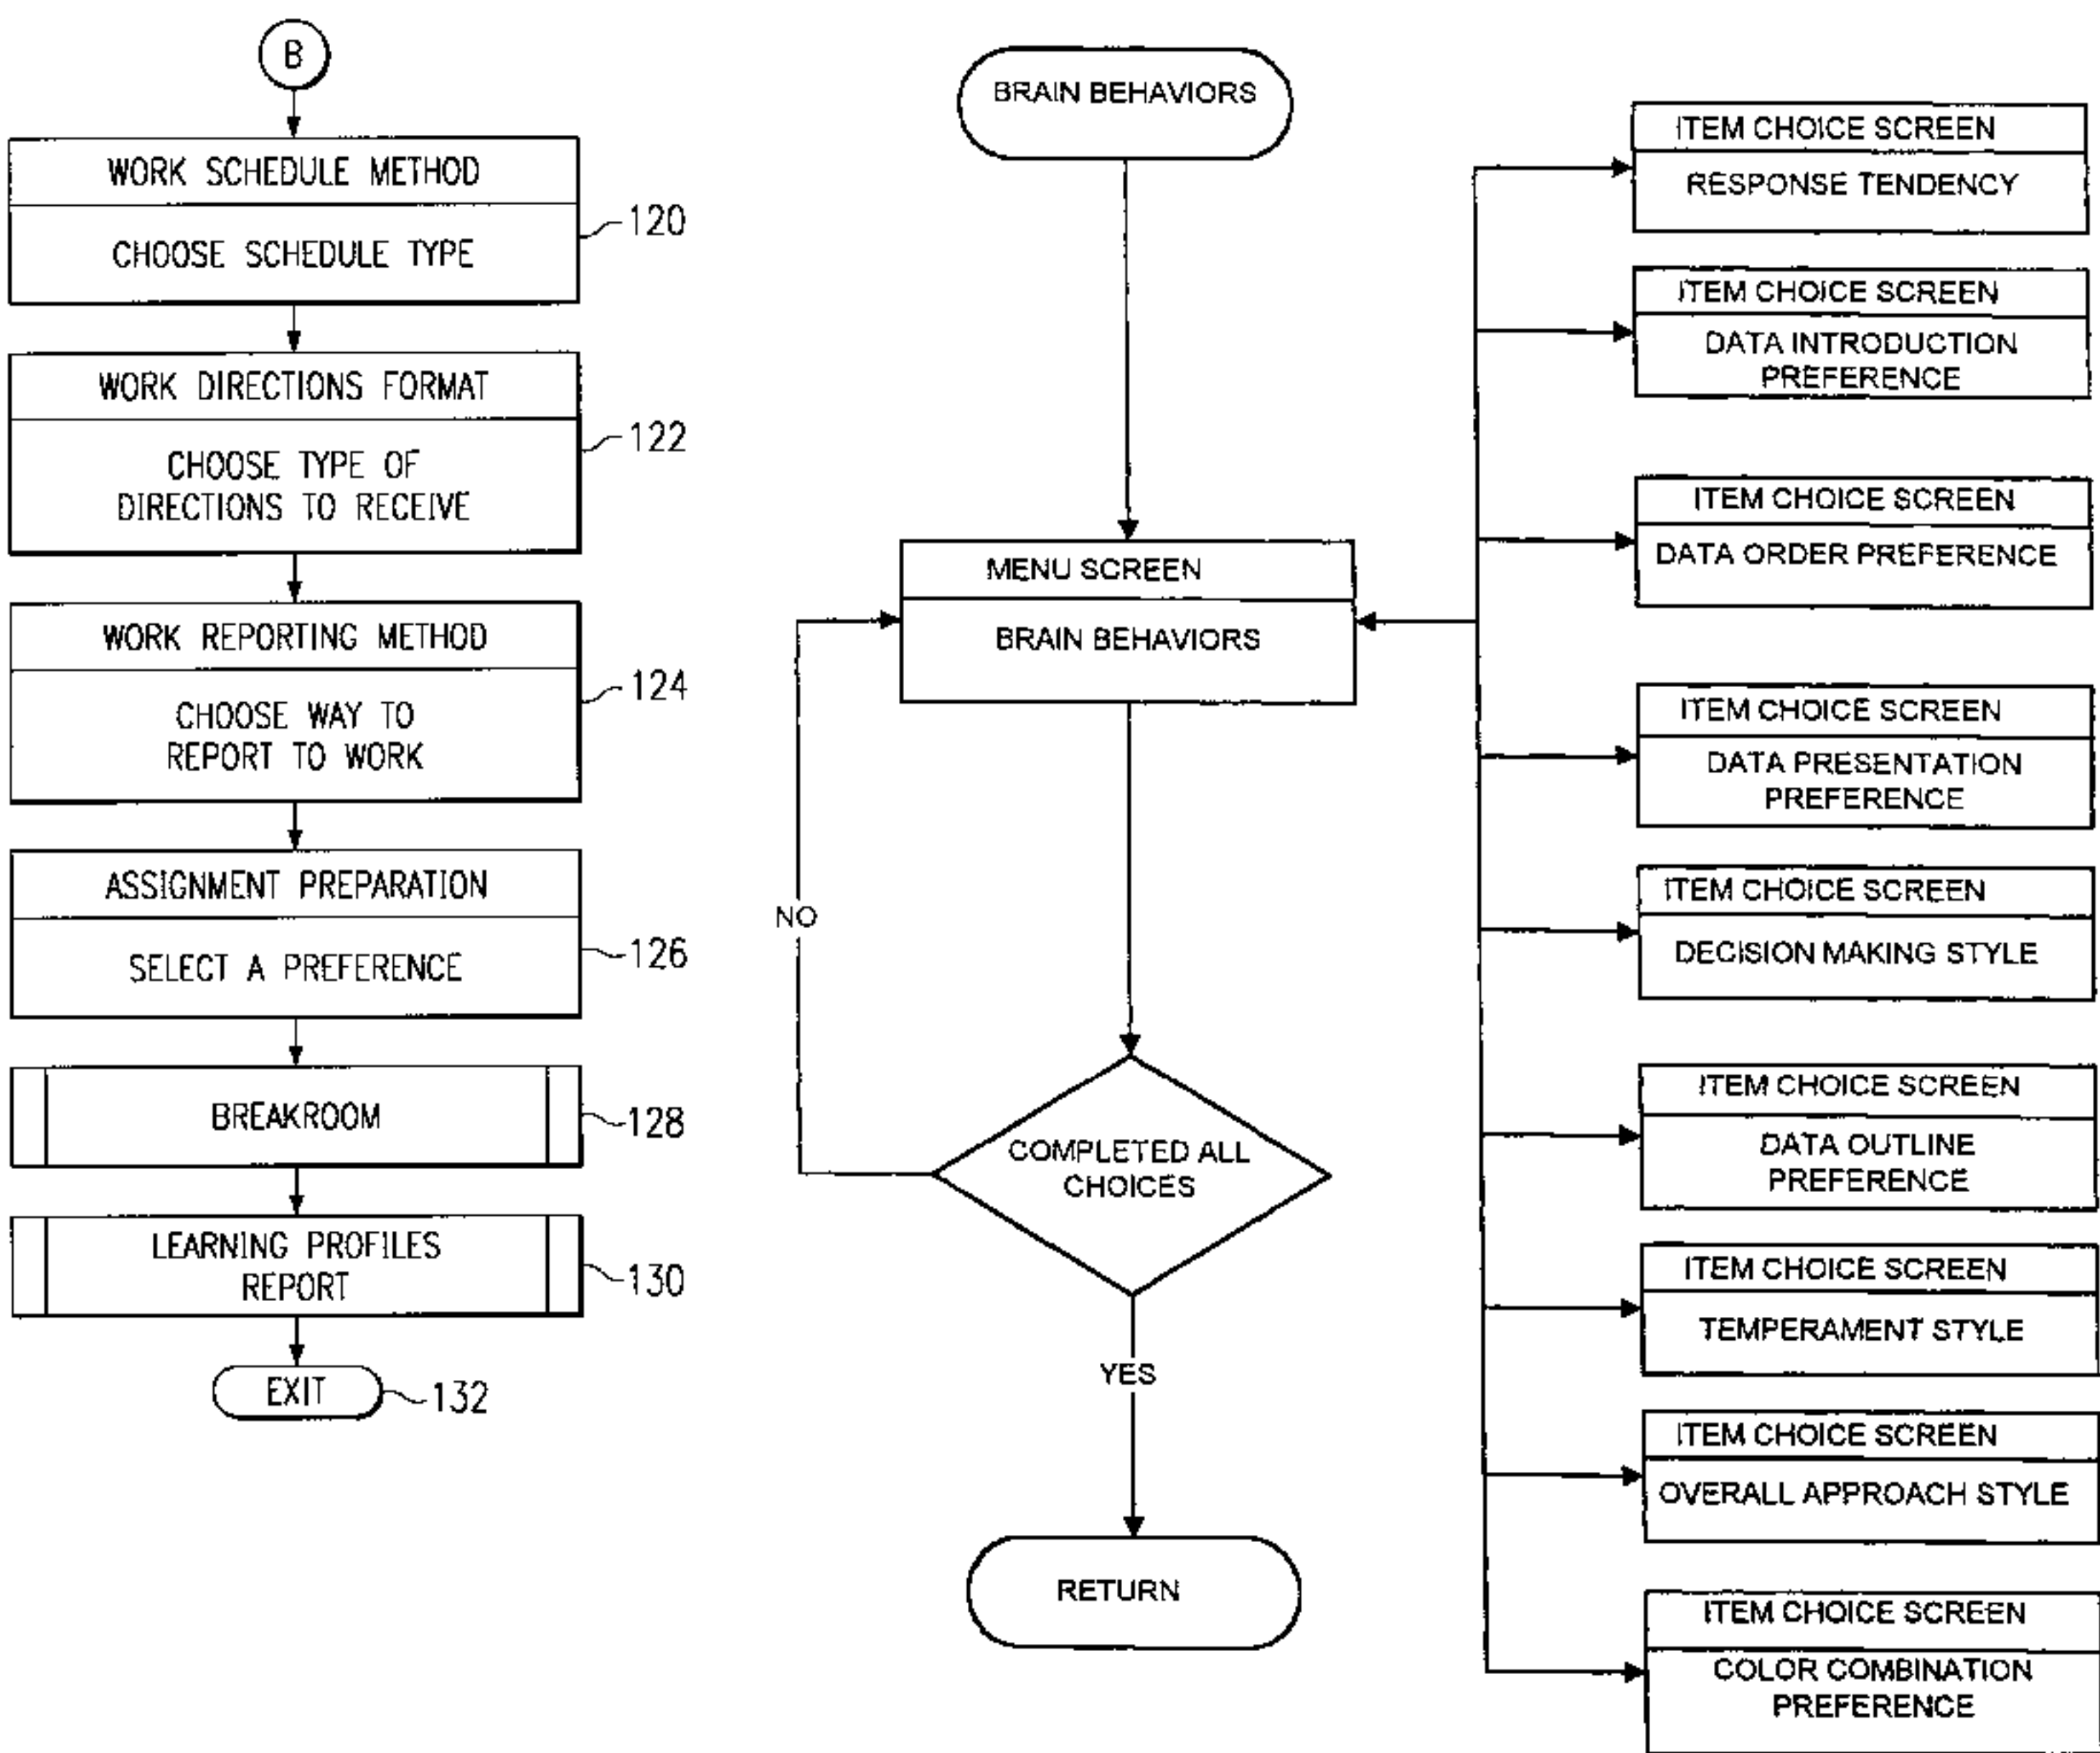 B
WORK SCHEDULE METHOD
CHOOSE SCHEDULE TYPE
120
WORK DIRECTIONS FORMAT
CHOOSE TYPE OF
DIRECTIONS TO RECEIVE
122
WORK REPORTING METHOD
CHOOSE WAY TO
REPORT TO WORK
124
ASSIGNMENT PREPARATION
SELECT A PREFERENCE
126
BREAKROOM
128
LEARNING PROFILES
REPORT
130
EXIT
132
BRAIN BEHAVIORS
MENU SCREEN
BRAIN BEHAVIORS
NO
COMPLETED ALL
CHOICES
YES
RETURN
ITEM CHOICE SCREEN
RESPONSE TENDENCY
ITEM CHOICE SCREEN
DATA INTRODUCTION
PREFERENCE
ITEM CHOICE SCREEN
DATA ORDER PREFERENCE
ITEM CHOICE SCREEN
DATA PRESENTATION
PREFERENCE
ITEM CHOICE SCREEN
DECISION MAKING STYLE
ITEM CHOICE SCREEN
DATA OUTLINE
PREFERENCE
ITEM CHOICE SCREEN
TEMPERAMENT STYLE
ITEM CHOICE SCREEN
OVERALL APPROACH STYLE
ITEM CHOICE SCREEN
COLOR COMBINATION
PREFERENCE